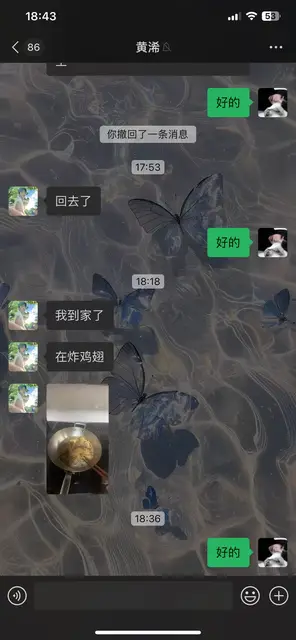 18:43
53
86
黄浠
好的
你撤回了一条消息
17:53
回去了
好的
18:18
我到家了
在炸鸡翅
18:36
好的